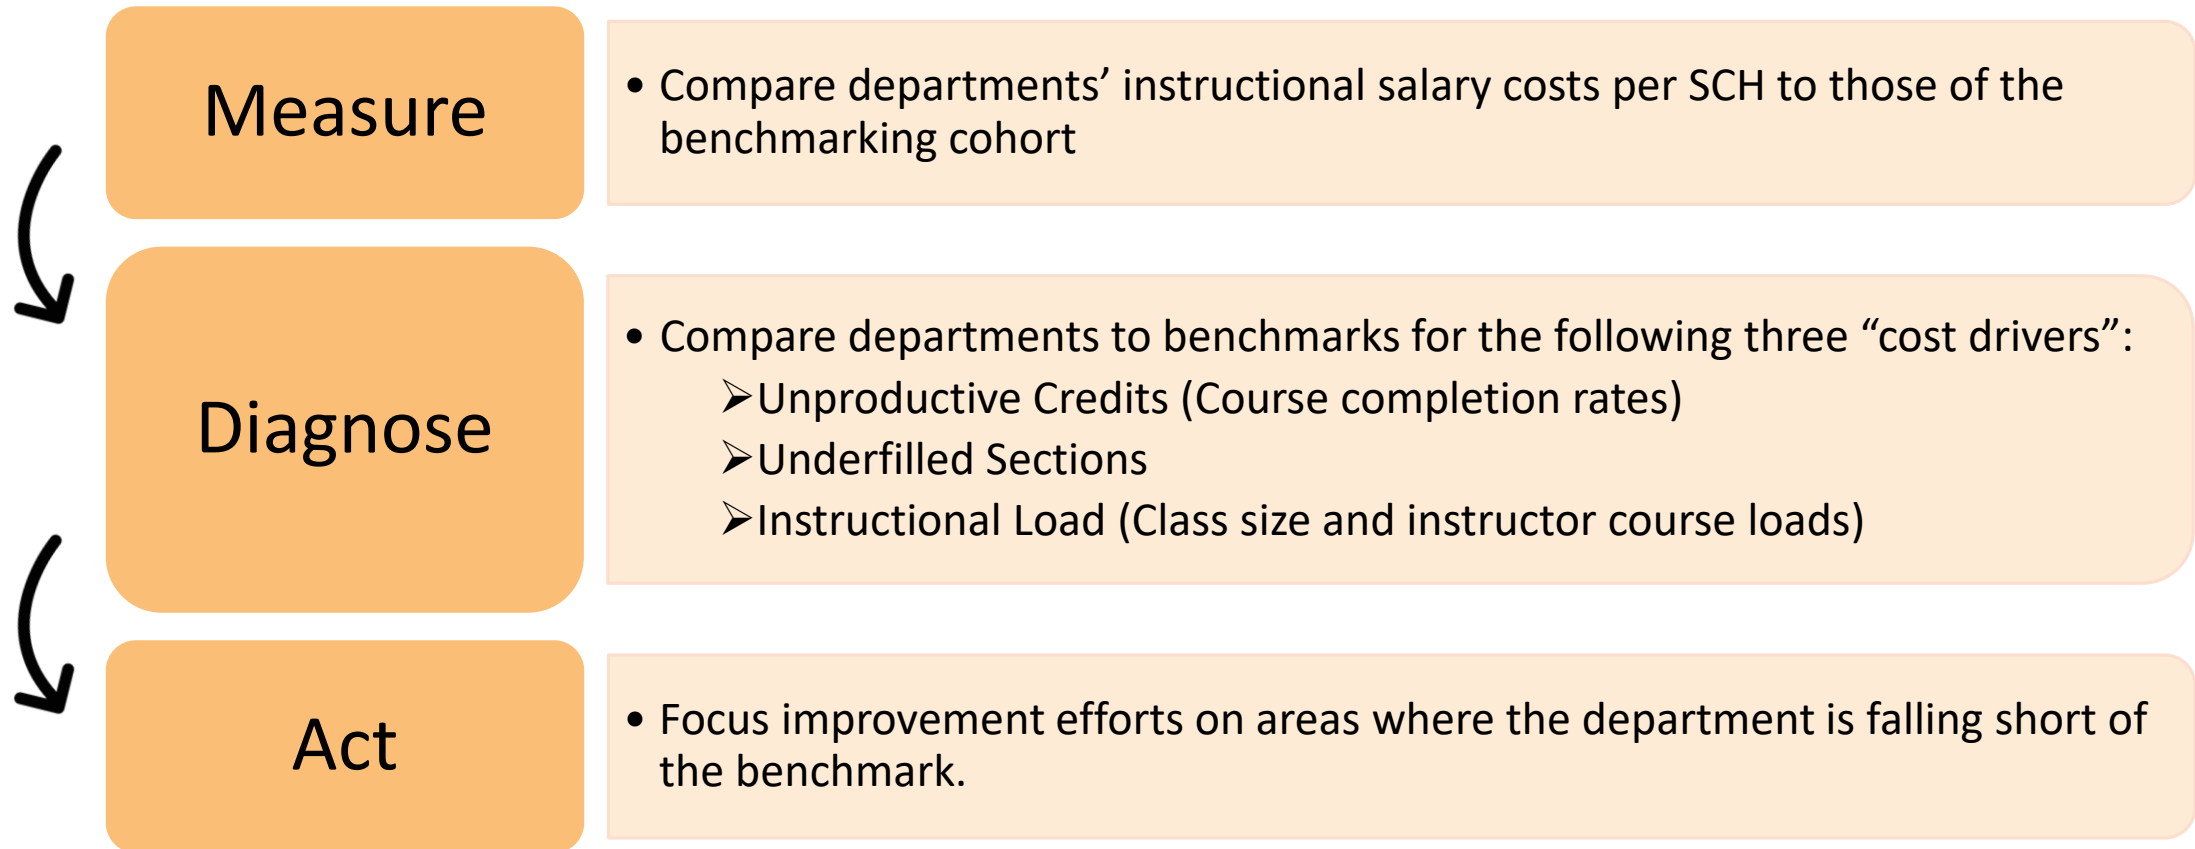 Measure
• Compare departments’ instructional salary costs per SCH to those of the
benchmarking cohort
Diagnose
• Compare departments to benchmarks for the following three “cost drivers”:
➢Unproductive Credits (Course completion rates)
➢Underfilled Sections
➢Instructional Load (Class size and instructor course loads)
Act
• Focus improvement efforts on areas where the department is falling short of
the benchmark.